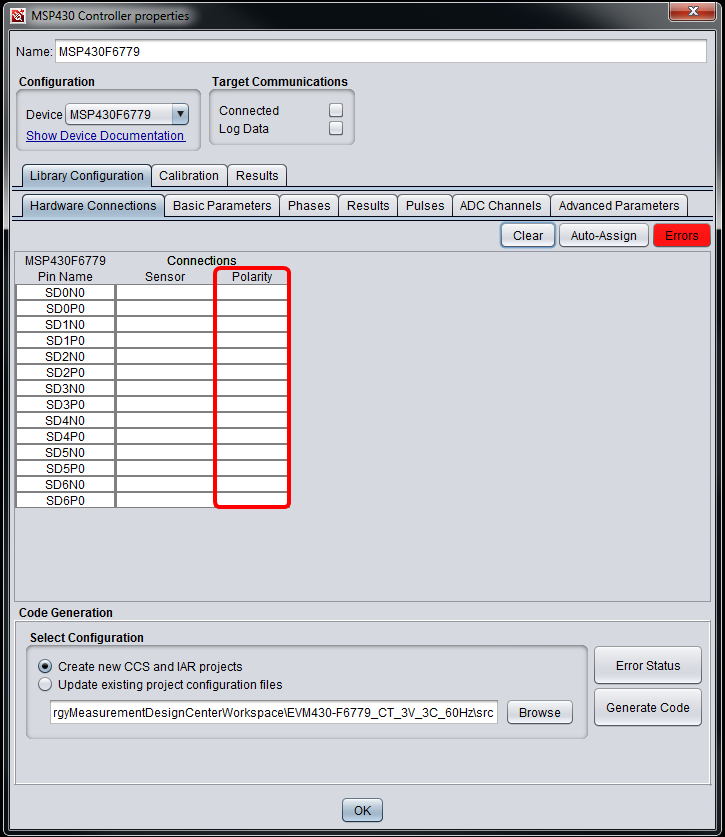 MSP430 Controller properties
Name: MSP430F6779
Configuration
Target Communications
Device MSP430F6779
Connected
Show Device Documentation
Log Data
Library Configuration Calibration Results
Hardware Connections Basic Parameters Phases Results Pulses ADC Channels Advanced Parameters
Clear Auto-Assign Errors
MSP430F6779 Connections
Pin Name Sensor Polarity
SD0N0
SD0P0
SD1N0
SD1P0
SD2N0
SD2P0
SD3N0
SD3P0
SD4N0
SD4P0
SD5N0
SD5P0
SD6N0
SD6P0
Code Generation
Select Configuration
Create new CCS and IAR projects
Update existing project configuration files
rgyMeasurementDesignCenterWorkspace\EVM430-F6779_CT_3V_3C_60Hz\src Browse
Error Status
Generate Code
OK